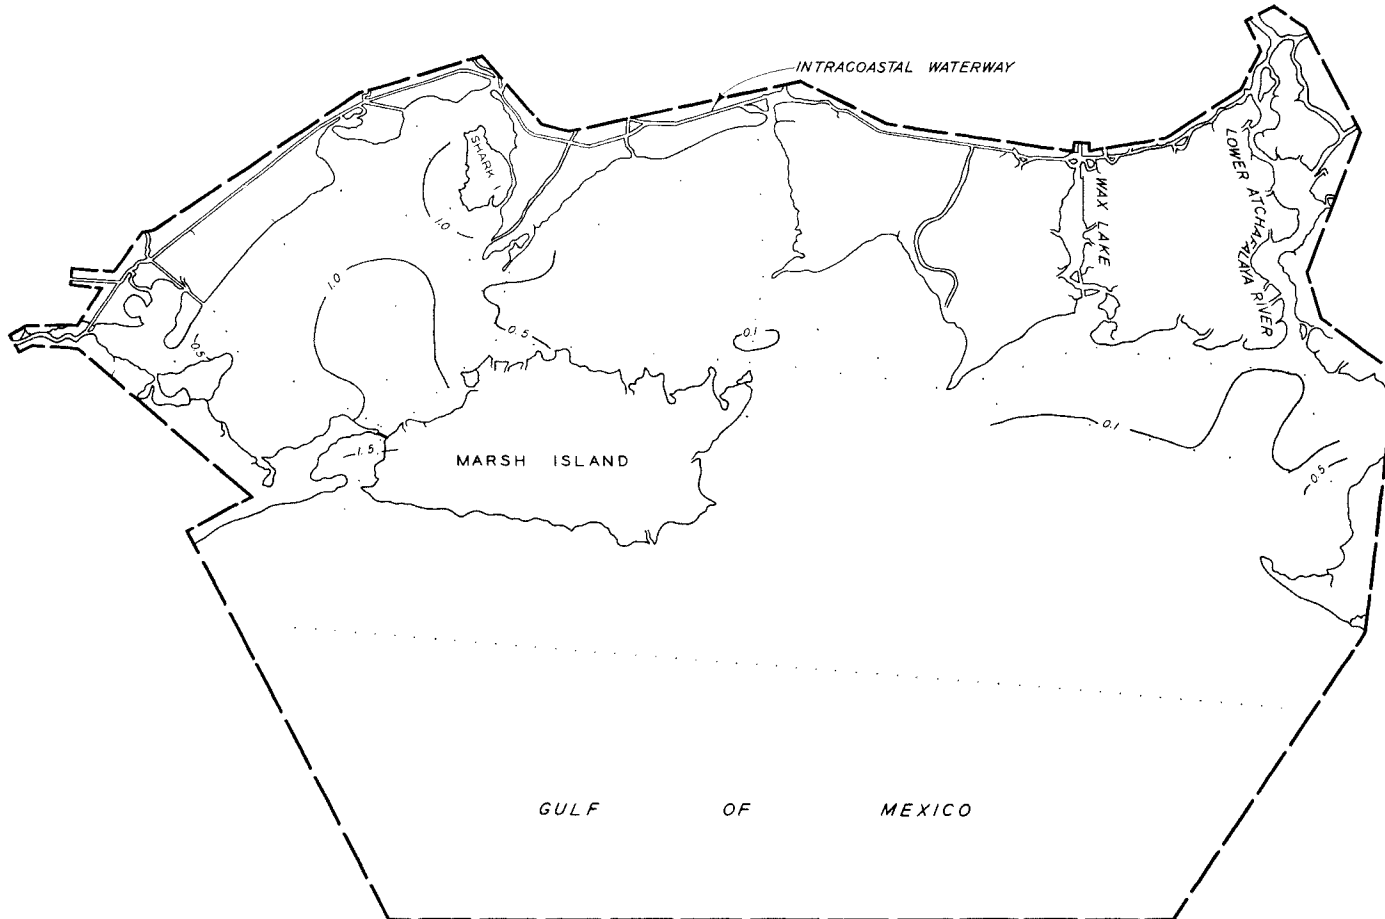 INTRACOASTAL WATERWAY
SHARK I.
1.0
LOWER ATCHAFALAYA RIVER
WAX LAKE
1.0
0.5
0.1
0.5
0.1
1.5
MARSH ISLAND
0.5
GULF OF MEXICO